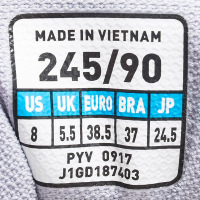 MADE IN VIETNAM
245/90
US UK EURO BRA JP
8 5.5 38.5 37 24.5
PYV 0917
J1GD187403